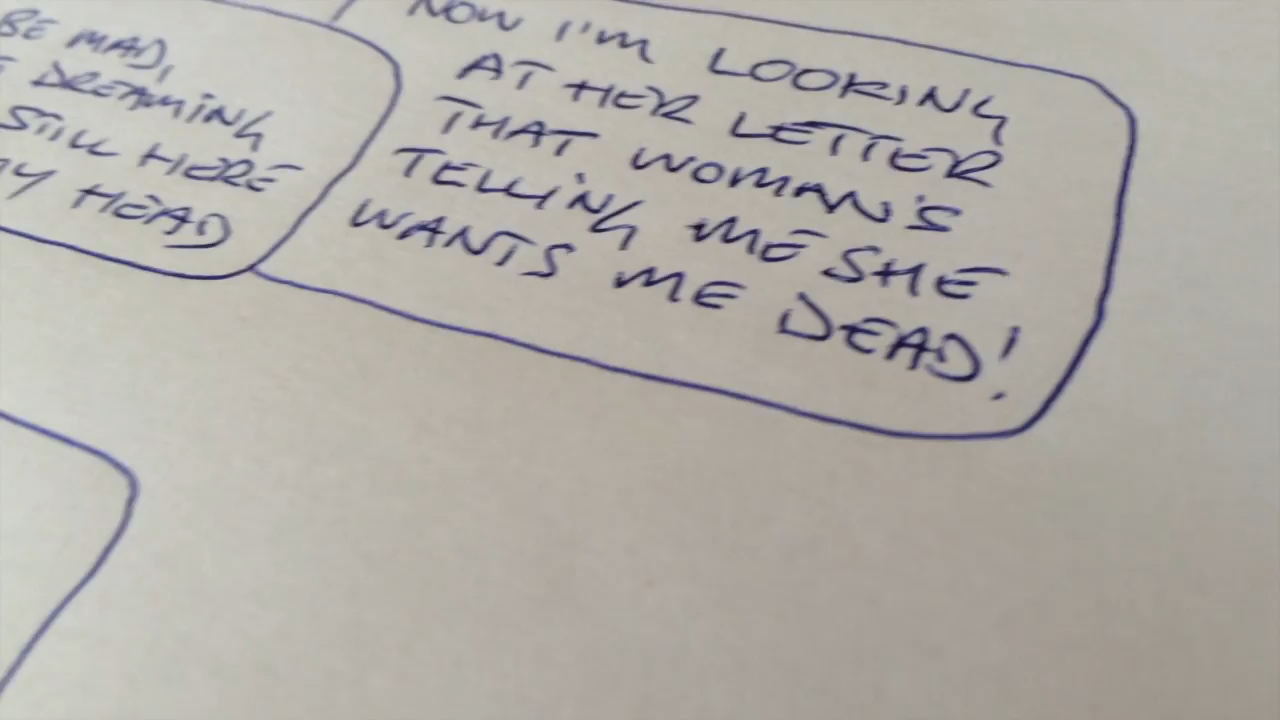 BE MAD,
DREAMING
STILL HERE
MY HEAD
NOW I'M LOOKING
AT HER LETTER
THAT WOMAN'S
TELLING ME SHE
WANTS ME DEAD!